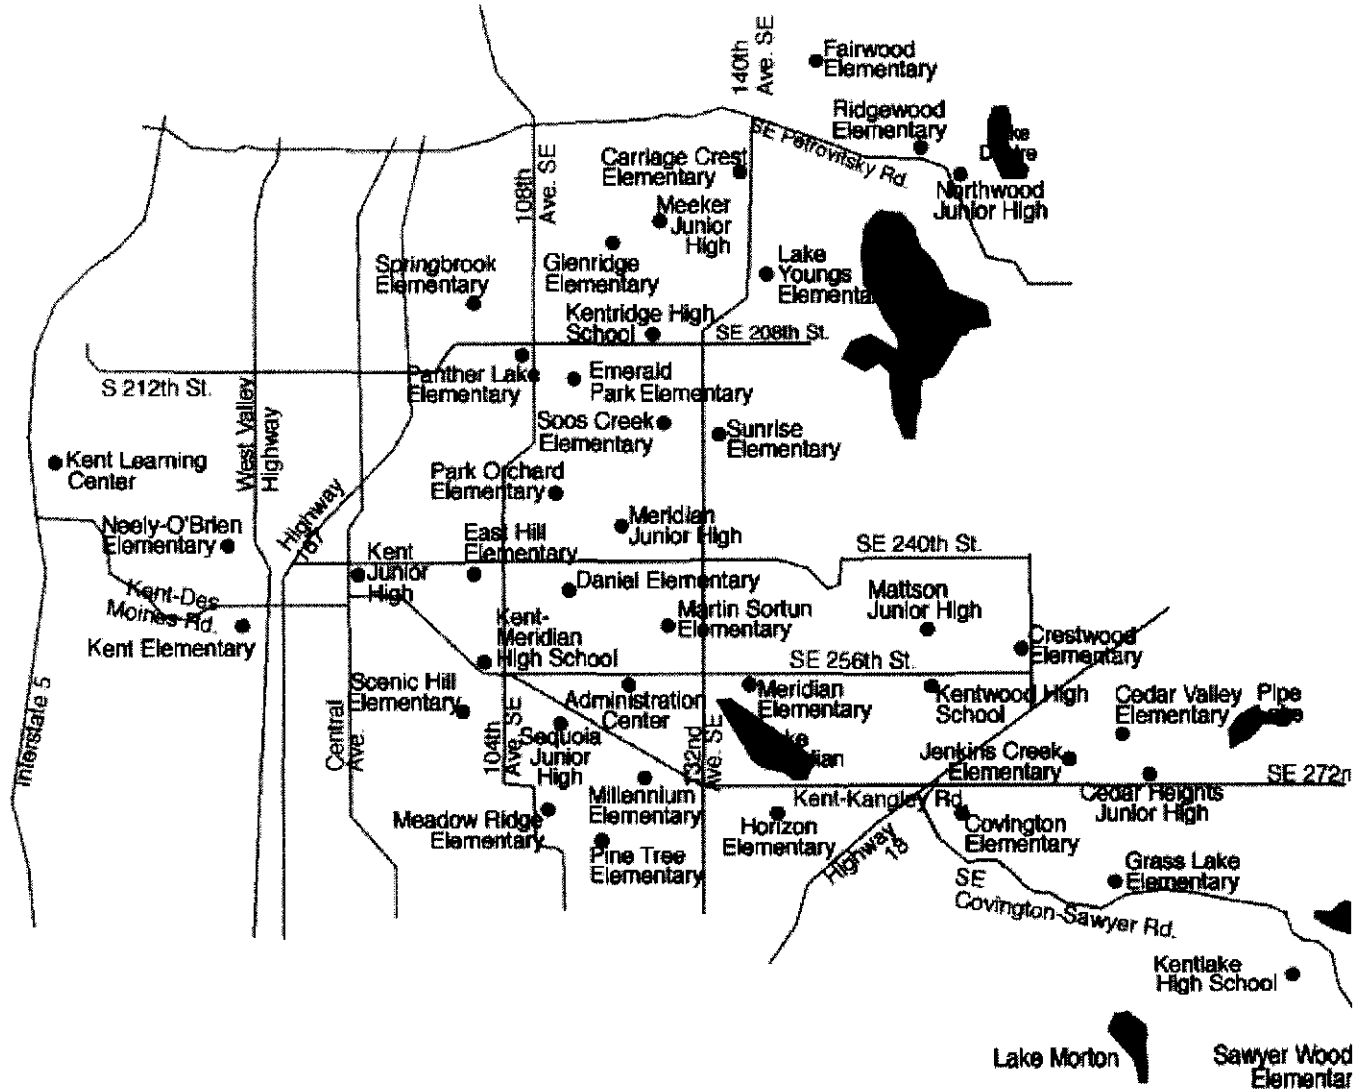 140th
Ave. SE
Fairwood
Elementary
Ridgewood
Elementary
SE Petrovitsky Rd.
Carriage Crest
Elementary
108th
Ave. SE
Northwood
Junior High
Meeker
Junior
High
Springbrook
Elementary
Glenridge
Elementary
Lake
Youngs
Kentridge High
School
SE 208th St.
S 212th St.
Panther Lake
Elementary
Emerald
Park Elementary
West Valley
Highway
Soos Creek
Elementary
Sunrise
Elementary
Kent Learning
Center
Park Orchard
Elementary
Highway
167
Neely-O'Brien
Elementary
Meridian
Junior High
East Hill
Elementary
SE 240th St.
Kent
Junior
High
Daniel Elementary
Mattson
Junior High
Kent-Des
Moines Rd.
Kent Elementary
Kent-
Meridian
High School
Martin Sortun
Elementary
Crestwood
Elementary
SE 256th St.
Interstate 5
Scenic Hill
Elementary
Administration
Center
Meridian
Elementary
Kentwood High
School
Cedar Valley
Elementary
Pipe
Central
Ave.
104th
Ave. SE
Sequoia
Junior
High
132nd
Ave. SE
Jenkins Creek
Elementary
SE 272n
Meadow Ridge
Elementary
Millennium
Elementary
Kent-Kangley Rd.
Cedar Heights
Junior High
Pine Tree
Elementary
Horizon
Elementary
Highway
18
Covington
Elementary
Grass Lake
Elementary
SE
Covington-Sawyer Rd.
Kentlake
High School
Lake Morton
Sawyer Wood
Elementar